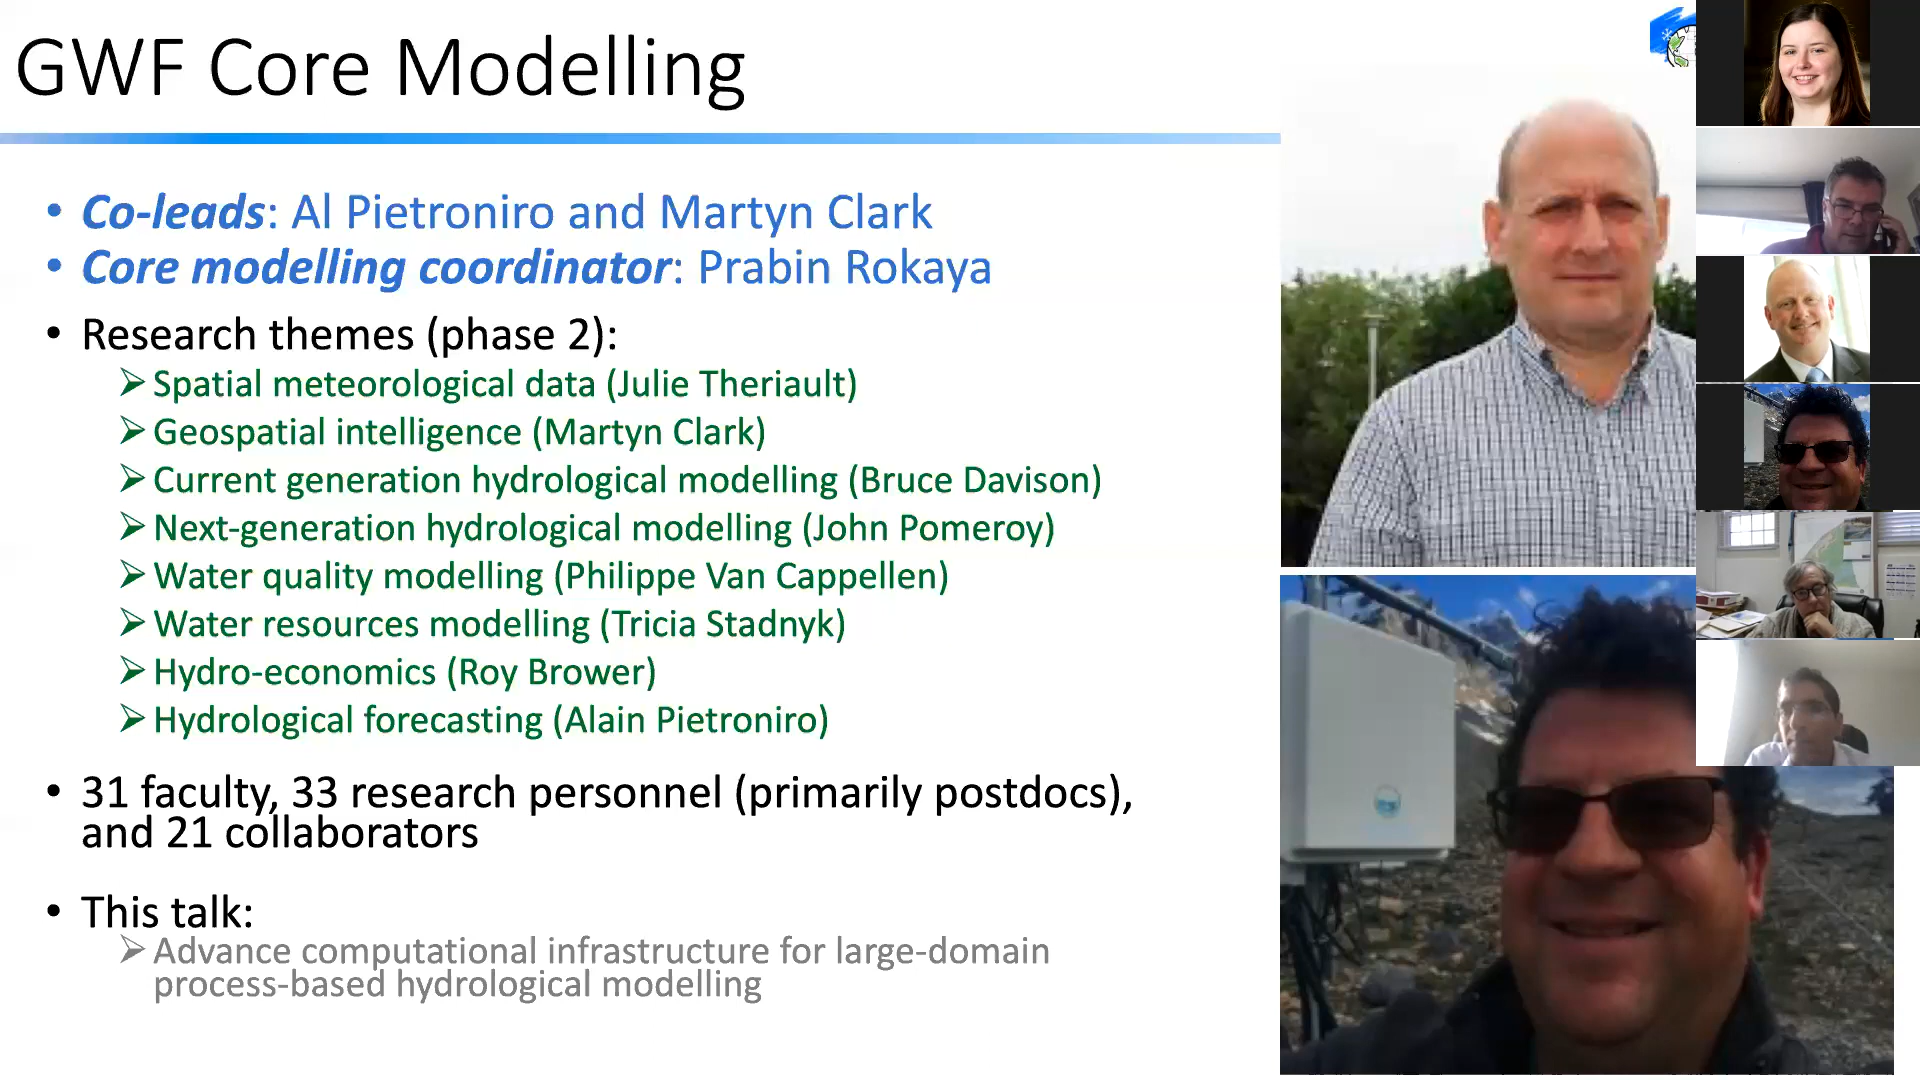 GWF Core Modelling
• Co-leads: Al Pietroniro and Martyn Clark
• Core modelling coordinator: Prabin Rokaya
• Research themes (phase 2):
➢ Spatial meteorological data (Julie Theriault)
➢ Geospatial intelligence (Martyn Clark)
➢ Current generation hydrological modelling (Bruce Davison)
➢ Next-generation hydrological modelling (John Pomeroy)
➢ Water quality modelling (Philippe Van Cappellen)
➢ Water resources modelling (Tricia Stadnyk)
➢ Hydro-economics (Roy Brower)
➢ Hydrological forecasting (Alain Pietroniro)
• 31 faculty, 33 research personnel (primarily postdocs),
and 21 collaborators
• This talk:
➢ Advance computational infrastructure for large-domain
process-based hydrological modelling